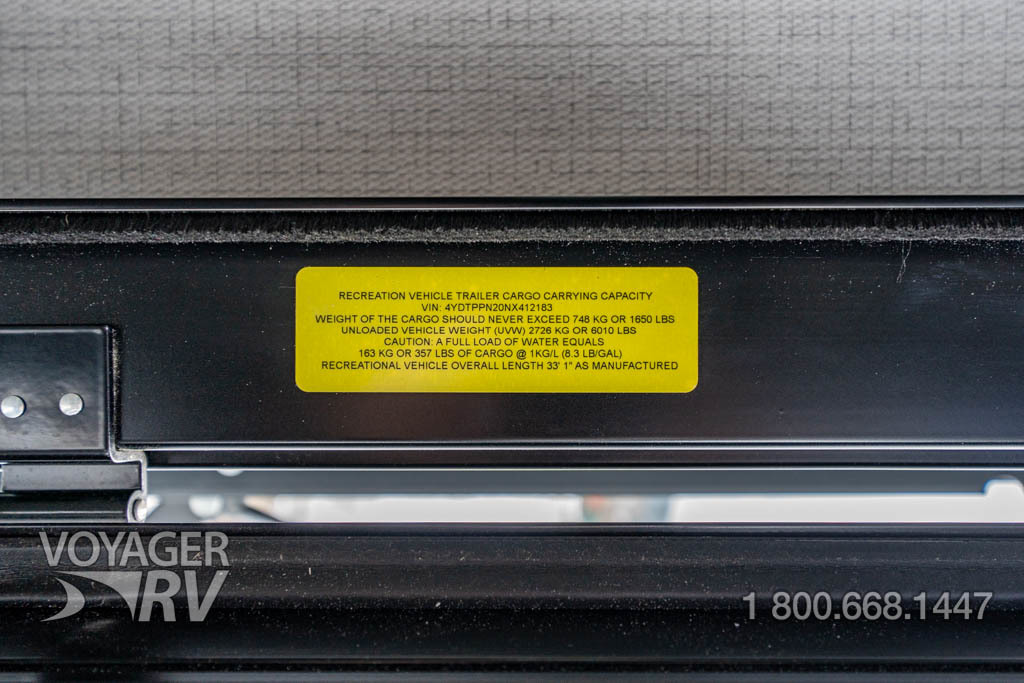 RECREATION VEHICLE TRAILER CARGO CARRYING CAPACITY
VIN: 4YDTPPN20NX412183
WEIGHT OF THE CARGO SHOULD NEVER EXCEED 748 KG OR 1650 LBS
UNLOADED VEHICLE WEIGHT (UVW) 2726 KG OR 6010 LBS
CAUTION: A FULL LOAD OF WATER EQUALS
163 KG OR 357 LBS OF CARGO @ 1KG/L (8.3 LB/GAL)
RECREATIONAL VEHICLE OVERALL LENGTH 33' 1" AS MANUFACTURED
VOYAGER
RV
1 800.668.1447